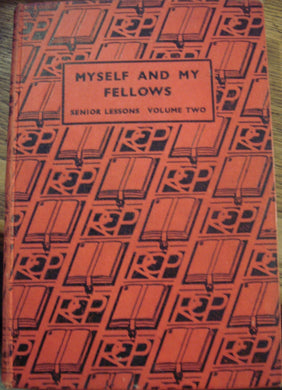 MYSELF AND MY
FELLOWS
SENIOR LESSONS VOLUME TWO